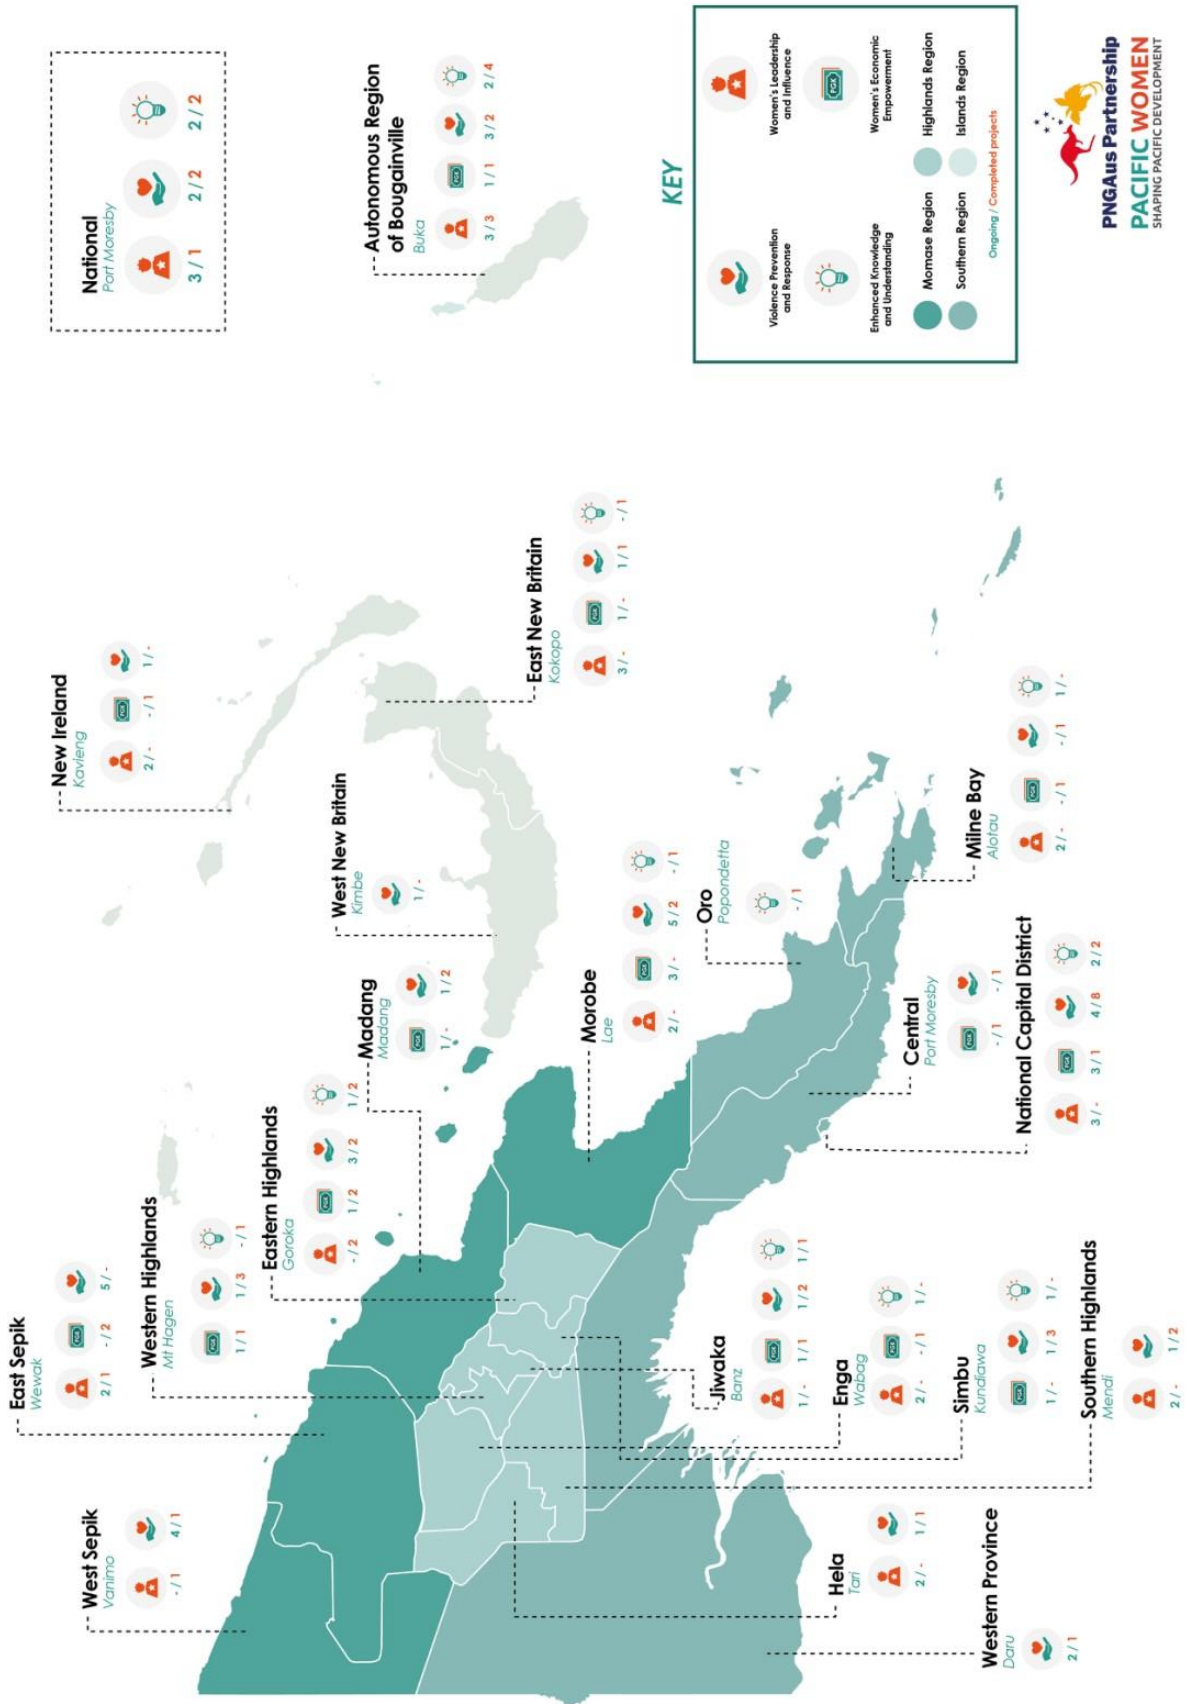 National
Port Moresby
3 / 1
2 / 2
2 / 2
Autonomous Region
of Bougainville
Buka
3 / 3
1 / 1
3 / 2
2 / 4
New Ireland
Kavieng
2 / -
- / 1
1 / -
East New Britain
Kokopo
3 / -
1 / -
1 / 1
- / 1
West New Britain
Kimbe
1 / -
Madang
Madang
1 / -
1 / 2
Morobe
Lae
2 / -
3 / -
5 / 2
- / 1
Oro
Popondetta
- / 1
Milne Bay
Alotau
2 / -
- / 1
- / 1
1 / -
Central
Port Moresby
- / 1
- / 1
National Capital District
3 / -
3 / 1
4 / 8
2 / 2
East Sepik
Wewak
2 / 1
- / 2
5 / -
Western Highlands
Mt Hagen
1 / 1
1 / 3
- / 1
Eastern Highlands
Goroka
- / 2
1 / 2
3 / 2
1 / 2
West Sepik
Vanimo
- / 1
4 / 1
Jiwaka
Banz
1 / -
1 / 1
1 / 2
1 / 1
Enga
Wabag
2 / -
- / 1
1 / -
Simbu
Kundiawa
1 / -
1 / 3
1 / -
Southern Highlands
Mendi
2 / -
1 / 2
Hela
Tari
2 / -
1 / 1
Western Province
Daru
2 / 1
KEY
Violence Prevention
and Response
Women's Leadership
and Influence
Enhanced Knowledge
and Understanding
Women's Economic
Empowerment
PGK
Momase Region
Highlands Region
Southern Region
Islands Region
Ongoing / Completed projects
PNGAus Partnership
PACIFIC WOMEN
SHAPING PACIFIC DEVELOPMENT